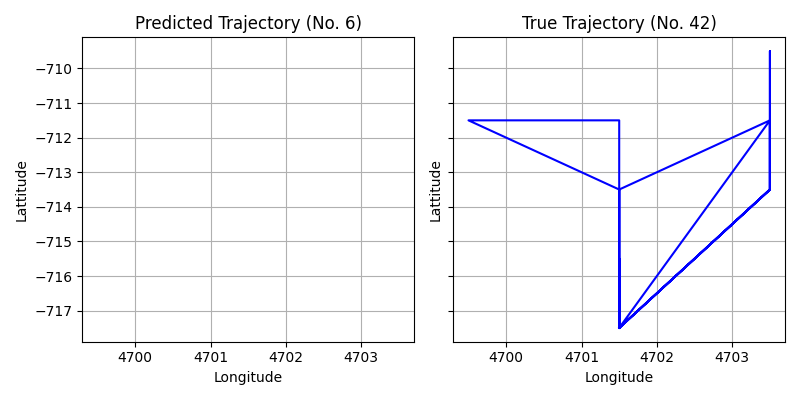 Predicted Trajectory (No. 6)
True Trajectory (No. 42)
−710
−711
−712
−713
−714
−715
−716
−717
Lattitude
Lattitude
4700 4701 4702 4703
4700 4701 4702 4703
Longitude
Longitude